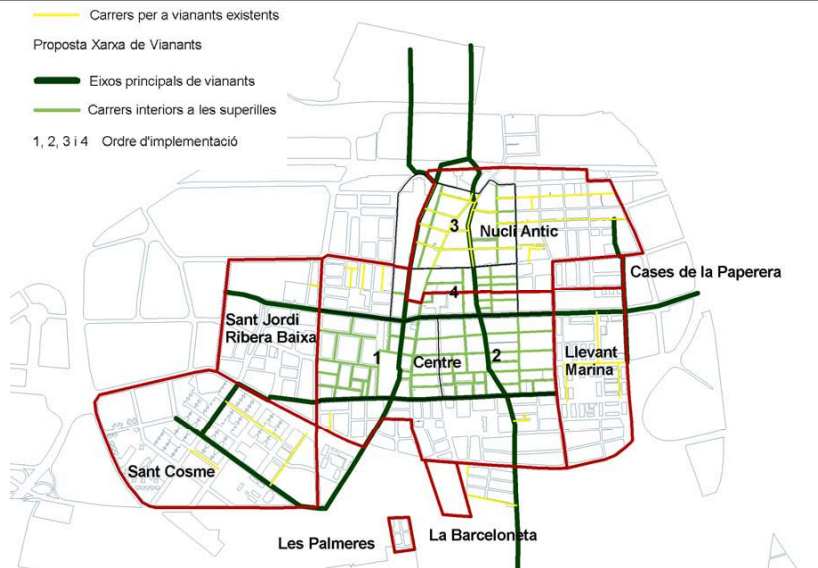 Carrers per a vianants existents
Proposta Xarxa de Vianants
Eixos principals de vianants
Carrers interiors a les superilles
1, 2, 3 i 4 Ordre d'implementació
3
Nucli Antic
Cases de la Paperera
4
Sant Jordi
Ribera Baixa
1
Centre
2
Llevant
Marina
Sant Cosme
Les Palmeres
La Barceloneta